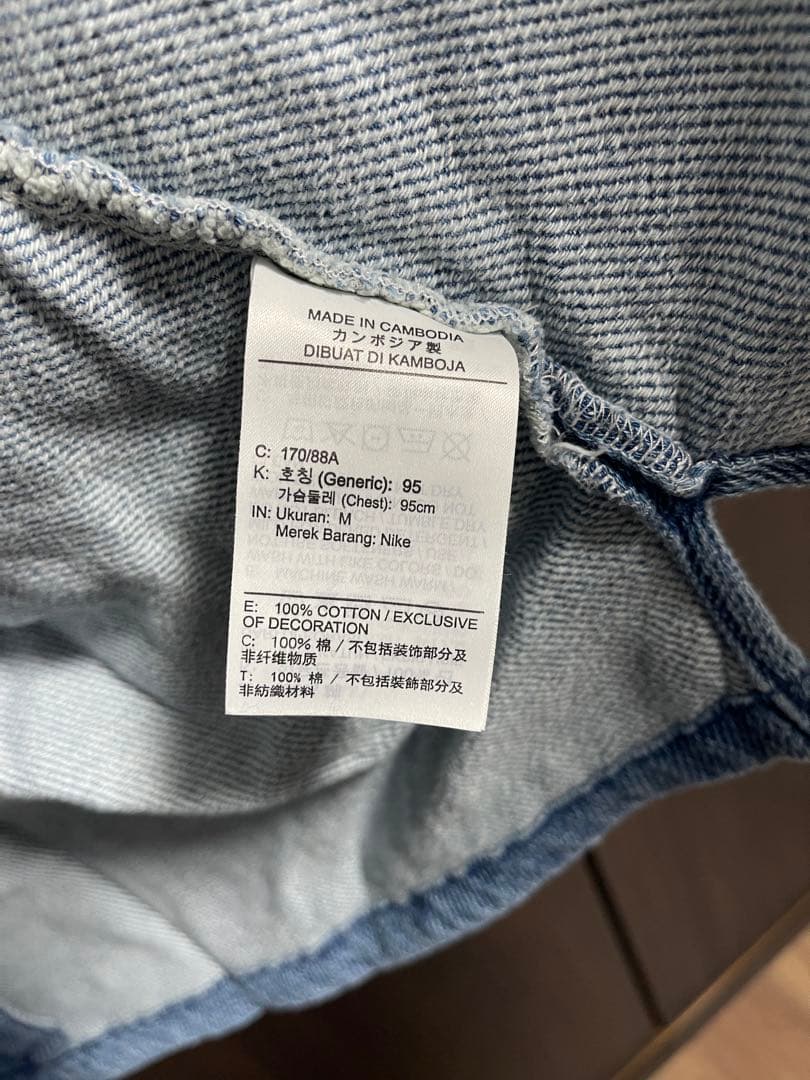 MADE IN CAMBODIA
カンボジア製
DIBUAT DI KAMBOJA
C: 170/88A
K: 호칭 (Generic): 95
가슴둘레 (Chest): 95cm
IN: Ukuran: M
Merek Barang: Nike
E: 100% COTTON / EXCLUSIVE
OF DECORATION
C: 100% 棉 / 不包括装饰部分及
非纤维物质
T: 100% 棉 / 不包括裝飾部分及
非紡織材料